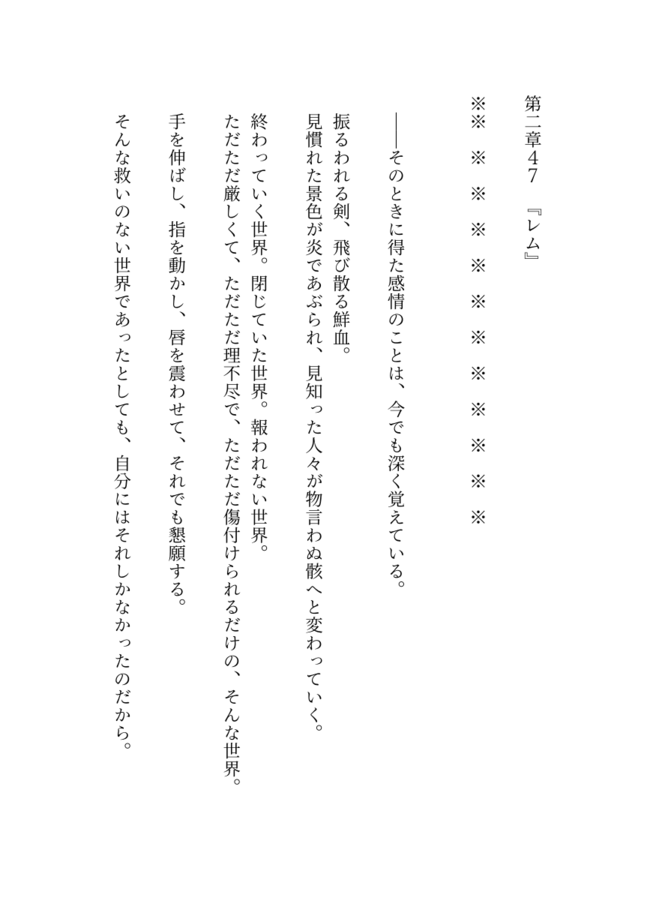 第二章４７　『レム』
※※　※　※　※　※　※　※　※　※　※　※　※
――そのときに得た感情のことは、今でも深く覚えている。
振るわれる剣、飛び散る鮮血。
見慣れた景色が炎であぶられ、見知った人々が物言わぬ骸へと変わっていく。
終わっていく世界。閉じていた世界。報われない世界。
ただただ厳しくて、ただただ理不尽で、ただただ傷付けられるだけの、そんな世界。
手を伸ばし、指を動かし、唇を震わせて、それでも懇願する。
そんな救いのない世界であったとしても、自分にはそれしかなかったのだから。